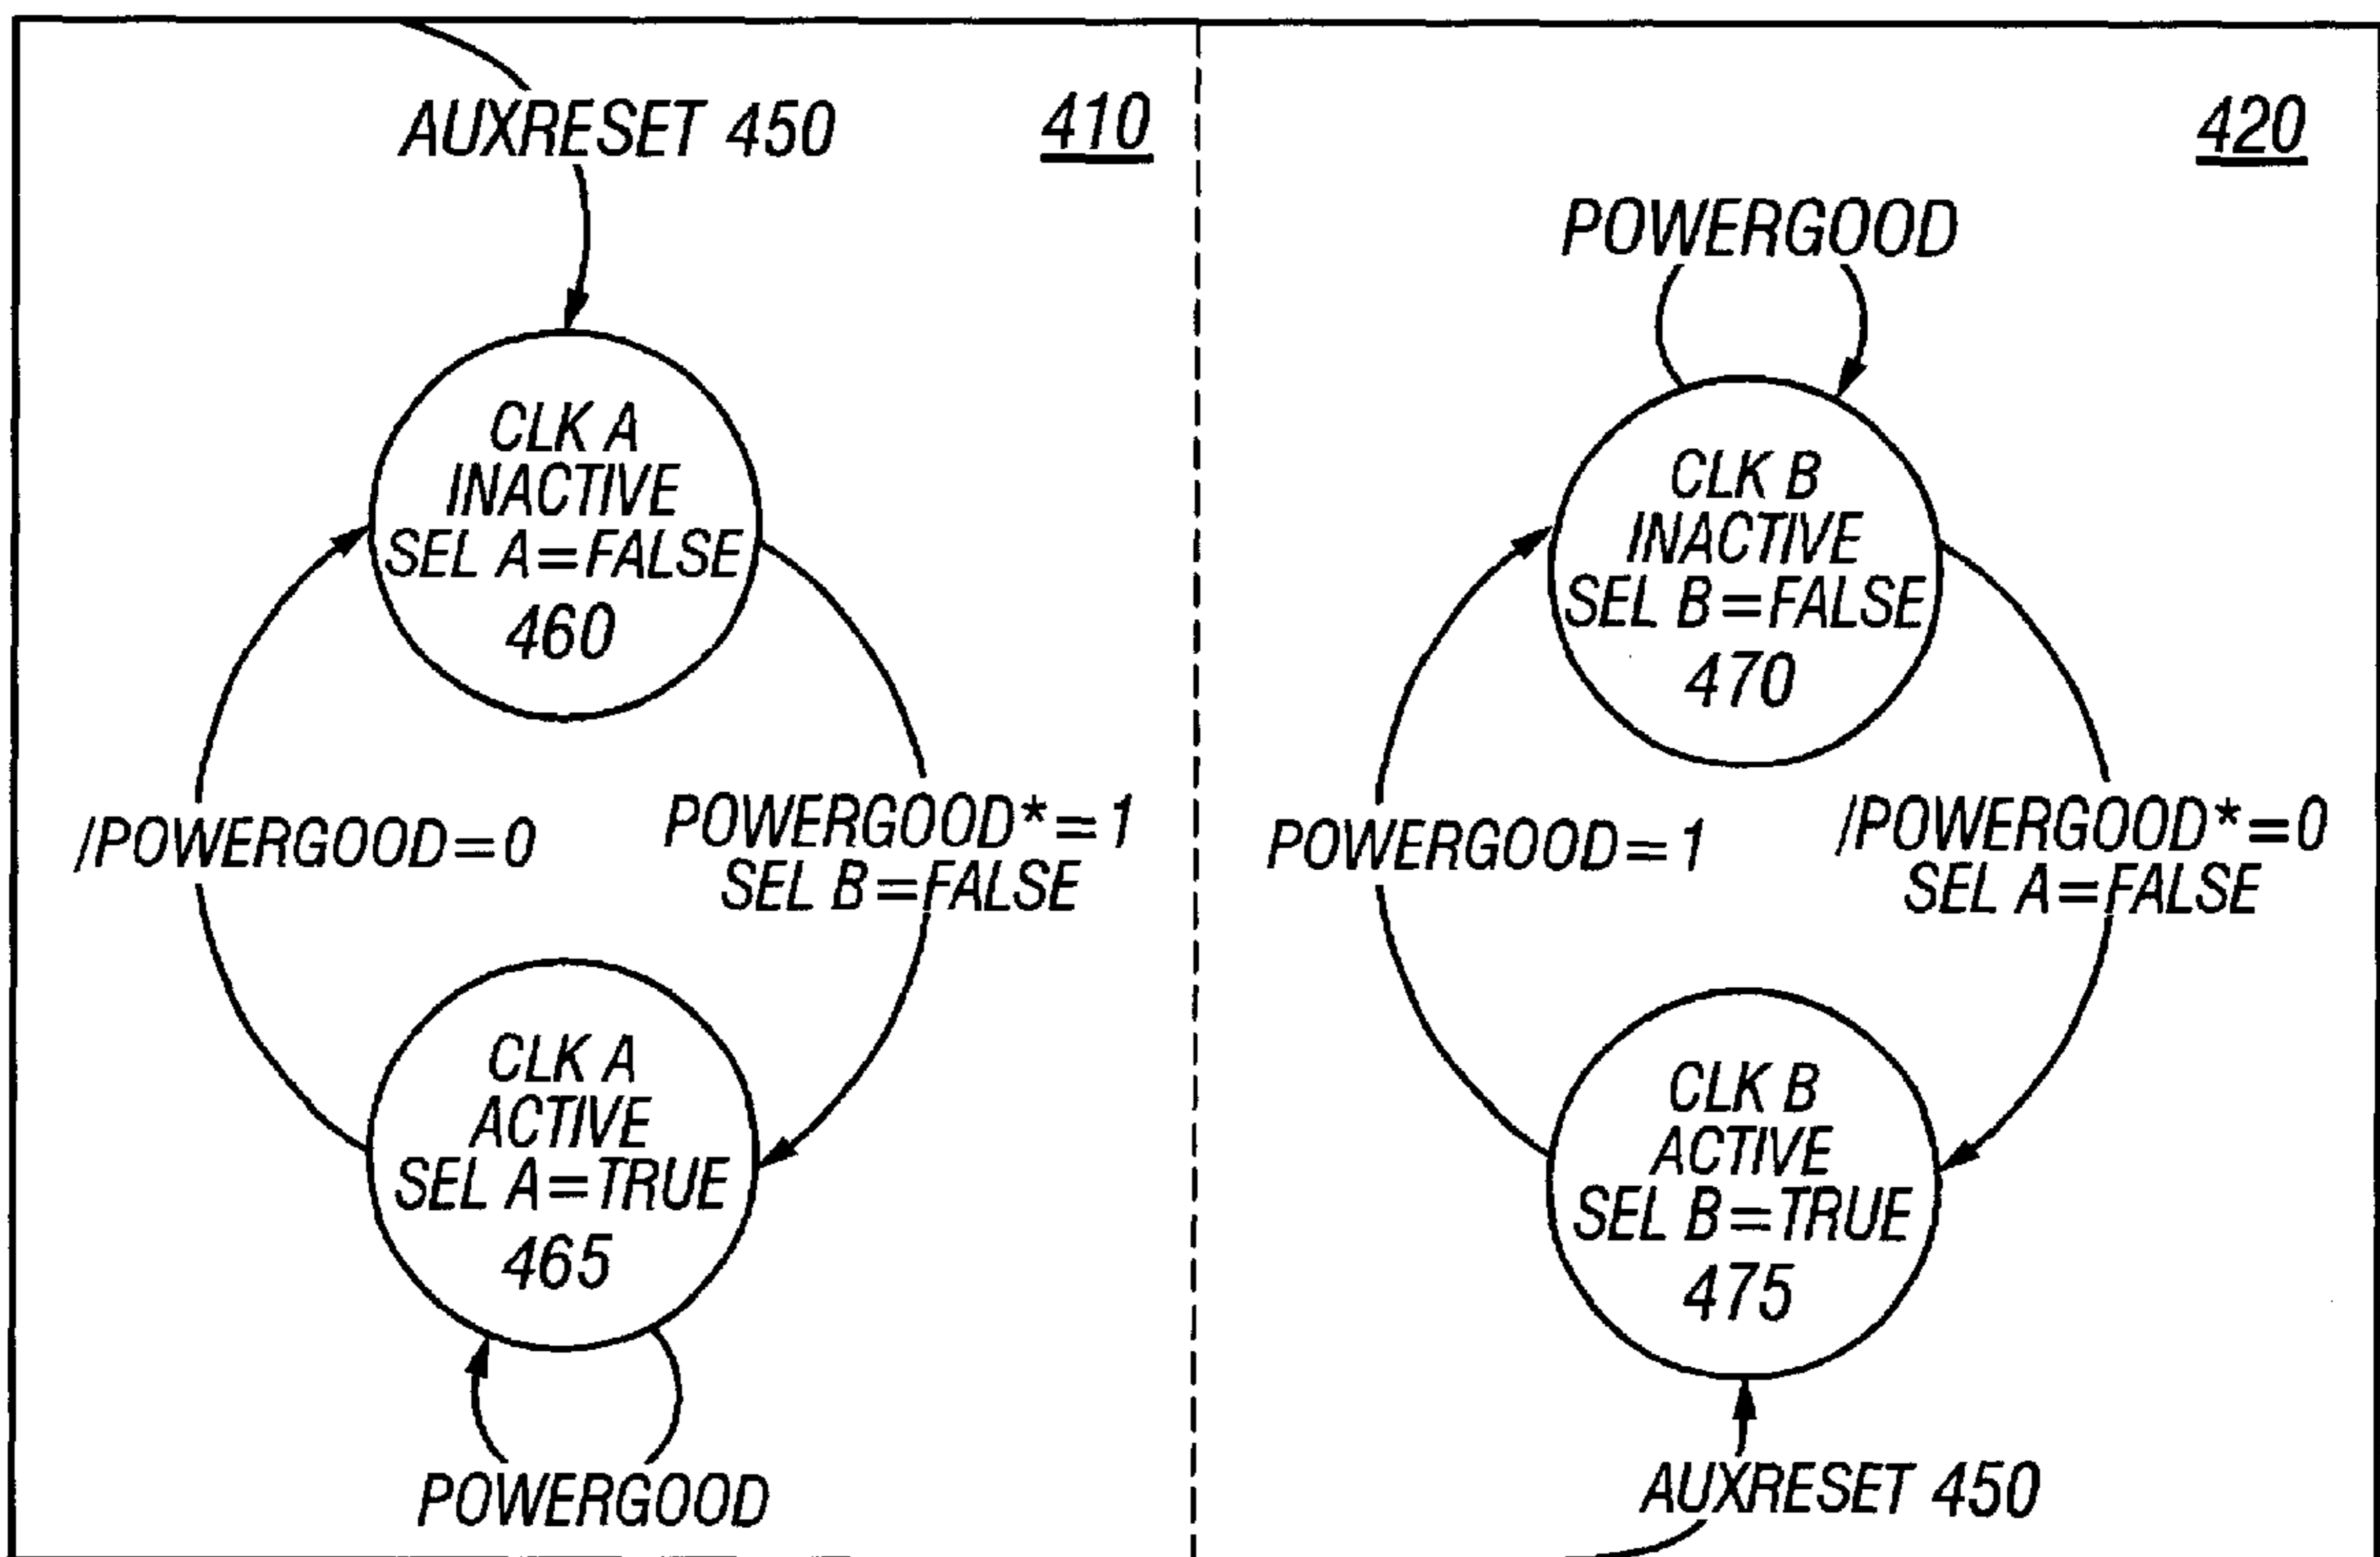 AUXRESET 450
410
CLK A
INACTIVE
SEL A=FALSE
460
/POWERGOOD=0
POWERGOOD*=1
SEL B=FALSE
CLK A
ACTIVE
SEL A=TRUE
465
POWERGOOD
420
POWERGOOD
CLK B
INACTIVE
SEL B=FALSE
470
POWERGOOD=1
/POWERGOOD*=0
SEL A=FALSE
CLK B
ACTIVE
SEL B=TRUE
475
AUXRESET 450